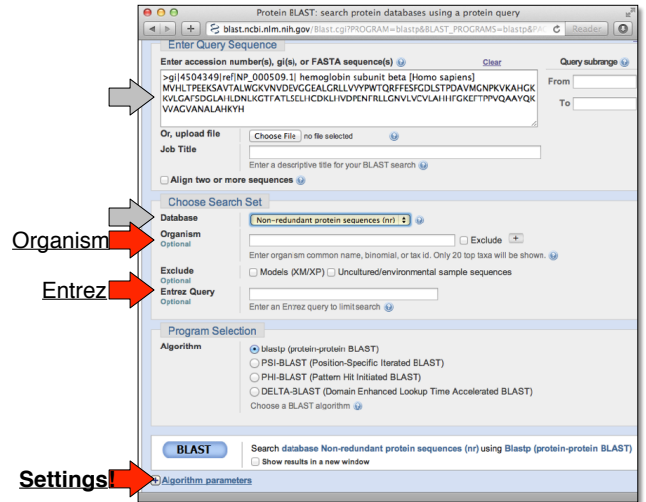 Protein BLAST: search protein databases using a protein query
blast.ncbi.nlm.nih.gov/Blast.cgi?PROGRAM=blastp&BLAST_PROGRAMS=blastp&PAG
Reader
Enter Query Sequence
Enter accession number(s), gi(s), or FASTA sequence(s)
Clear
Query subrange
>gi|4504349|ref|NP_000509.1| hemoglobin subunit beta [Homo sapiens]
MVHLTPEEKSAVTALWGKVNVDEVGGEALGRLLVVYPWTQRFFESFGDLSTPDAVMGNPKVKAHGK
KVLGAFSDGLAHLDNLKGTFATLSELHCDKLHVDPENFRLLGNVLVCVLAHHFGKEFTPPVQAAYQK
VVAGVANALAHKYH
From
To
Or, upload file
Choose File no file selected
Job Title
Enter a descriptive title for your BLAST search
Align two or more sequences
Choose Search Set
Database
Non-redundant protein sequences (nr)
Organism
Organism
Optional
Exclude +
Enter organism common name, binomial, or tax id. Only 20 top taxa will be shown.
Exclude
Optional
Models (XM/XP) Uncultured/environmental sample sequences
Entrez
Entrez Query
Optional
Enter an Entrez query to limit search
Program Selection
Algorithm
blastp (protein-protein BLAST)
PSI-BLAST (Position-Specific Iterated BLAST)
PHI-BLAST (Pattern Hit Initiated BLAST)
DELTA-BLAST (Domain Enhanced Lookup Time Accelerated BLAST)
Choose a BLAST algorithm
BLAST
Search database Non-redundant protein sequences (nr) using Blastp (protein-protein BLAST)
Show results in a new window
Settings!
Algorithm parameters